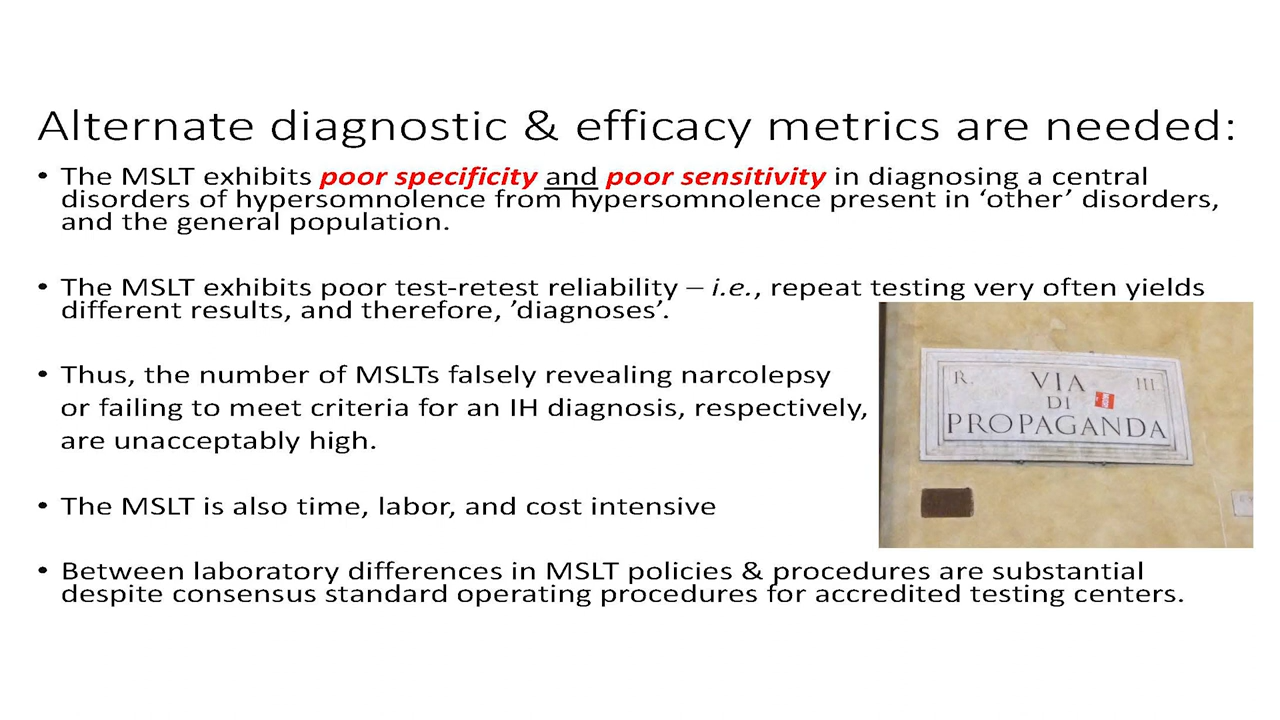 Alternate diagnostic & efficacy metrics are needed:
• The MSLT exhibits poor specificity and poor sensitivity in diagnosing a central
disorders of hypersomnolence from hypersomnolence present in ‘other’ disorders,
and the general population.
• The MSLT exhibits poor test-retest reliability – i.e., repeat testing very often yields
different results, and therefore, ’diagnoses’.
• Thus, the number of MSLTs falsely revealing narcolepsy
or failing to meet criteria for an IH diagnosis, respectively,
are unacceptably high.
R. VIA III.
DI
PROPAGANDA
• The MSLT is also time, labor, and cost intensive
• Between laboratory differences in MSLT policies & procedures are substantial
despite consensus standard operating procedures for accredited testing centers.